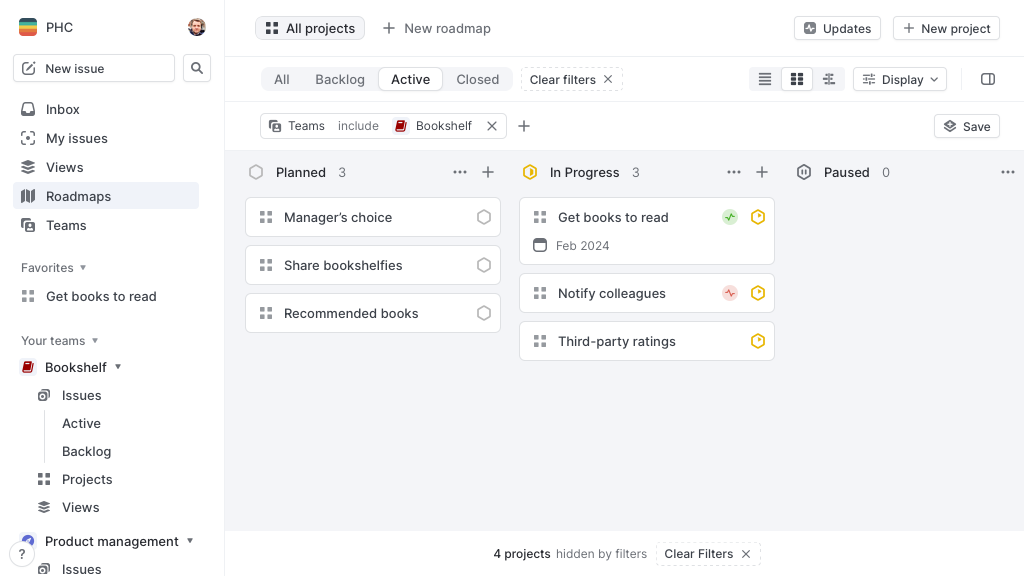 PHC
New issue
Inbox
My issues
Views
Roadmaps
Teams
Favorites
Get books to read
Your teams
Bookshelf
Issues
Active
Backlog
Projects
Views
Product management
Issues
?
All projects
New roadmap
Updates
New project
All
Backlog
Active
Closed
Clear filters
Display
Teams include Bookshelf
Save
Planned 3
Manager’s choice
Share bookshelfies
Recommended books
In Progress 3
Get books to read
Feb 2024
Notify colleagues
Third-party ratings
Paused 0
4 projects hidden by filters
Clear Filters